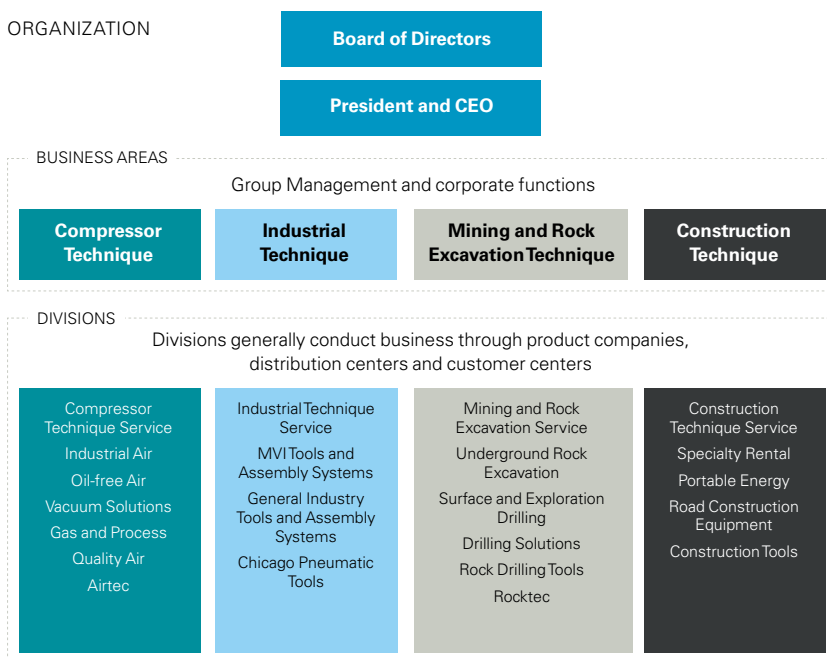 ORGANIZATION
Board of Directors
President and CEO
BUSINESS AREAS
Group Management and corporate functions
Compressor
Technique
Industrial
Technique
Mining and Rock
Excavation Technique
Construction
Technique
DIVISIONS
Divisions generally conduct business through product companies,
distribution centers and customer centers
Compressor
Technique Service
Industrial Air
Oil-free Air
Vacuum Solutions
Gas and Process
Quality Air
Airtec
Industrial Technique
Service
MVI Tools and
Assembly Systems
General Industry
Tools and Assembly
Systems
Chicago Pneumatic
Tools
Mining and Rock
Excavation Service
Underground Rock
Excavation
Surface and Exploration
Drilling
Drilling Solutions
Rock Drilling Tools
Rocktec
Construction
Technique Service
Specialty Rental
Portable Energy
Road Construction
Equipment
Construction Tools